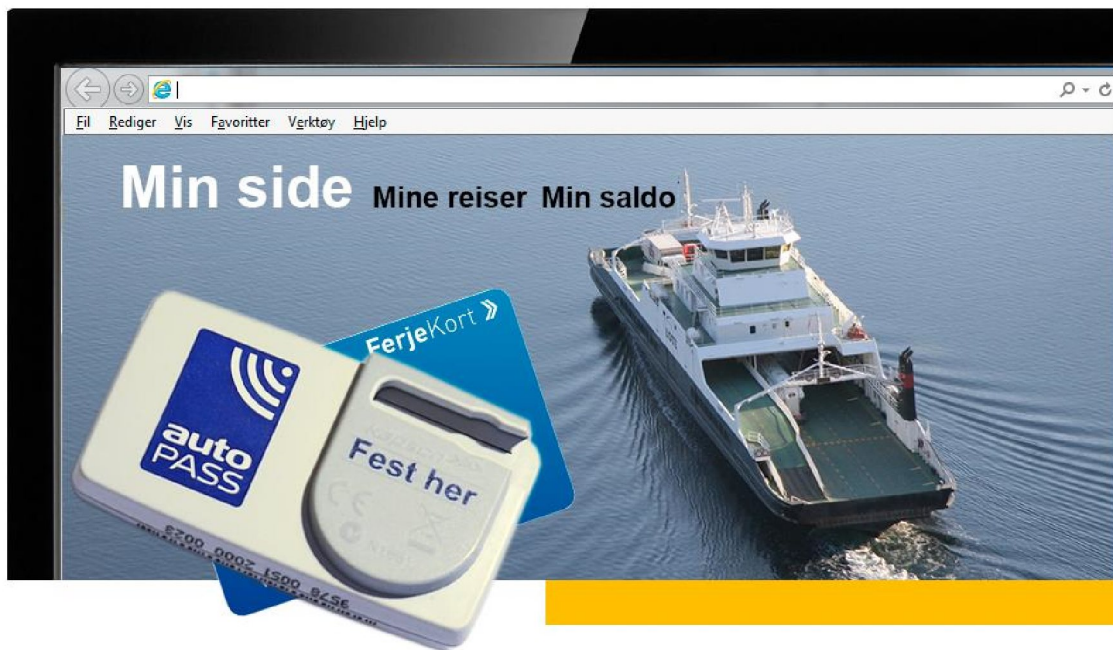 Fil Rediger Vis Favoritter Verktøy Hjelp
Min side Mine reiser Min saldo
FerjeKort
auto
PASS
Fest her
CE
3578 0051 2000 0023